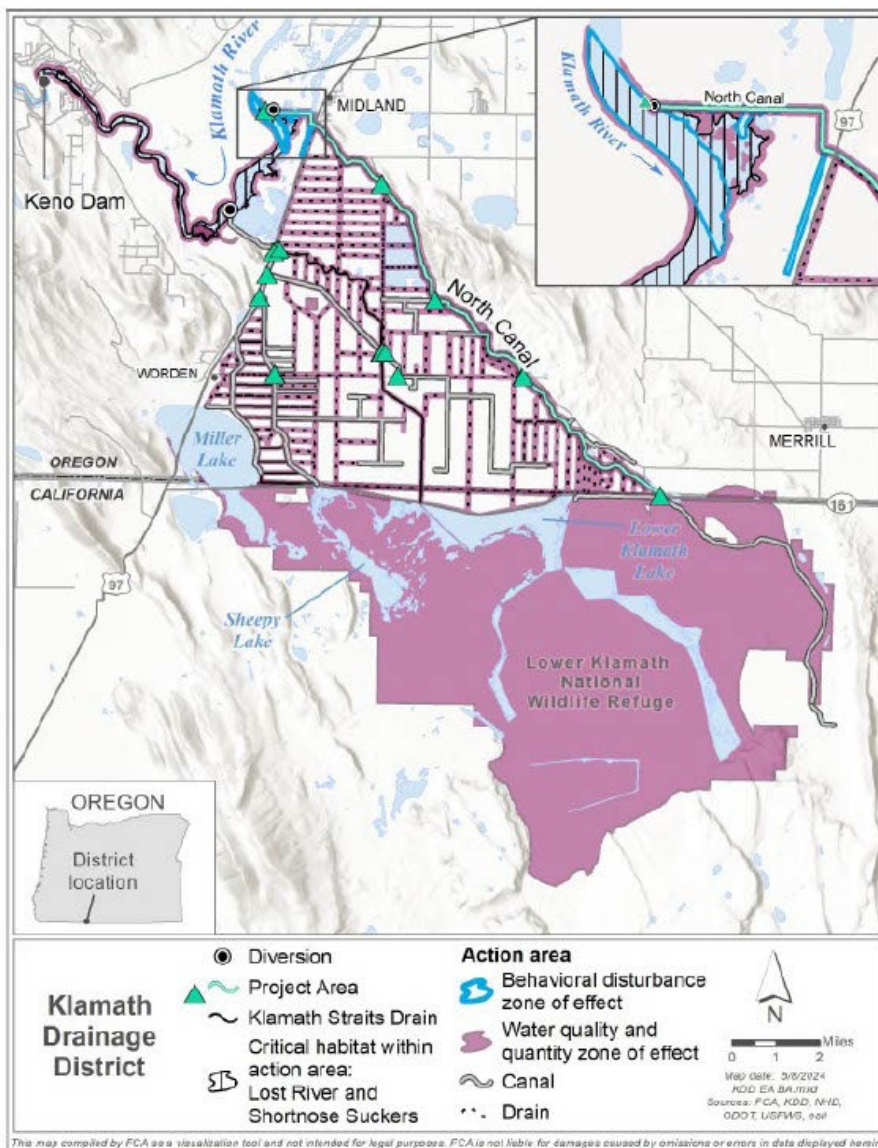 Klamath River
MIDLAND
Keno Dam
North Canal
WORDEN
Miller
Lake
OREGON
CALIFORNIA
MERRILL
161
97
Lower
Klamath
Lake
Sheepy
Lake
Lower Klamath
National
Wildlife Refuge
Klamath River
North Canal
97
OREGON
District
location
Klamath
Drainage
District
Diversion
Project Area
Klamath Straits Drain
Critical habitat within
action area:
Lost River and
Shortnose Suckers
Action area
Behavioral disturbance
zone of effect
Water quality and
quantity zone of effect
Canal
Drain
N
Miles
0 1 2
Map date: 5/6/2024
KDD EA BA.mxd
Sources: FCA, KDD, NHD,
ODOT, USFWS,
This map compiled by FCA as a visualization tool and not intended for legal purposes. FCA is not liable for damages caused by omissions or errors in data displayed herein